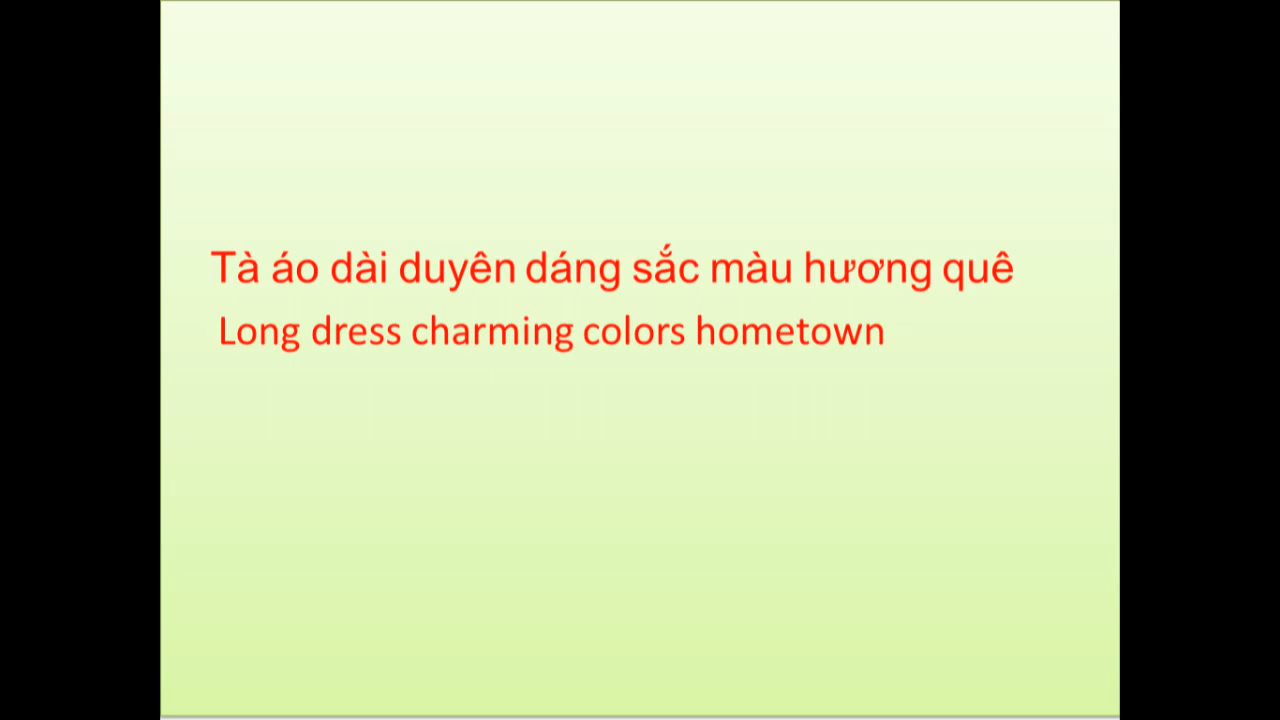 Tà áo dài duyên dáng sắc màu hương quê
Long dress charming colors hometown